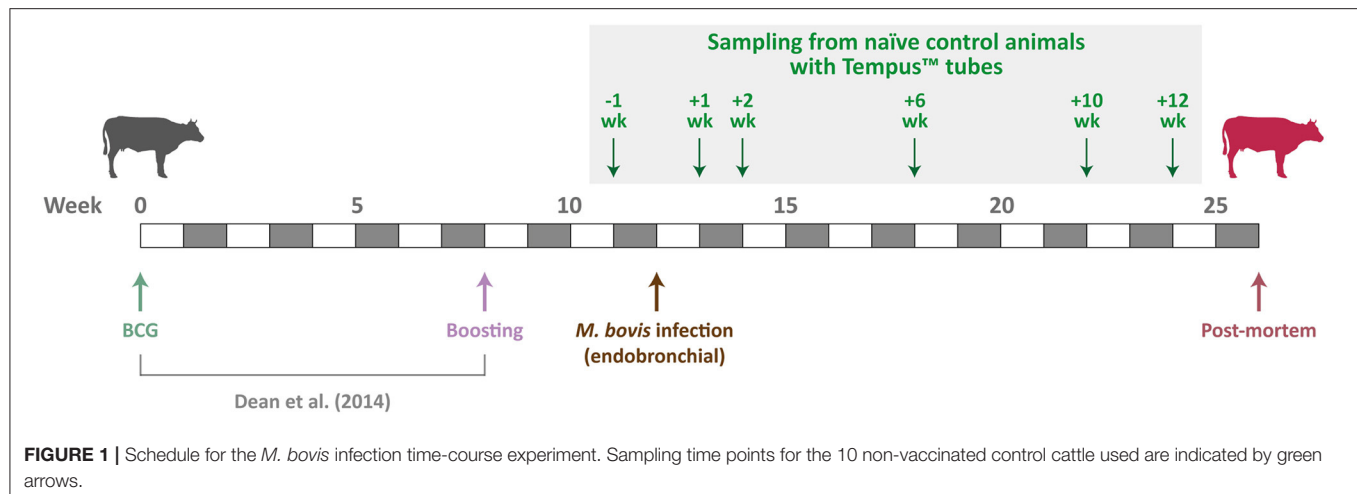 Sampling from naïve control animals
with Tempus™ tubes
-1 +1 +2 +6 +10 +12
wk wk wk wk wk wk
Week 0 5 10 15 20 25
BCG Boosting M. bovis infection Post-mortem
(endobronchial)
Dean et al. (2014)
FIGURE 1 | Schedule for the M. bovis infection time-course experiment. Sampling time points for the 10 non-vaccinated control cattle used are indicated by green
arrows.